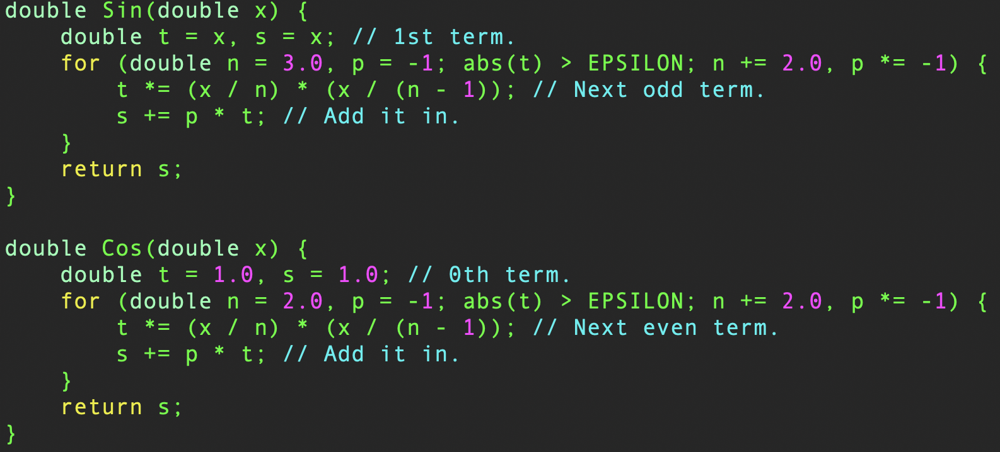 double Sin(double x) {
    double t = x, s = x; // 1st term.
    for (double n = 3.0, p = -1; abs(t) > EPSILON; n += 2.0, p *= -1) {
        t *= (x / n) * (x / (n - 1)); // Next odd term.
        s += p * t; // Add it in.
    }
    return s;
}

double Cos(double x) {
    double t = 1.0, s = 1.0; // 0th term.
    for (double n = 2.0, p = -1; abs(t) > EPSILON; n += 2.0, p *= -1) {
        t *= (x / n) * (x / (n - 1)); // Next even term.
        s += p * t; // Add it in.
    }
    return s;
}